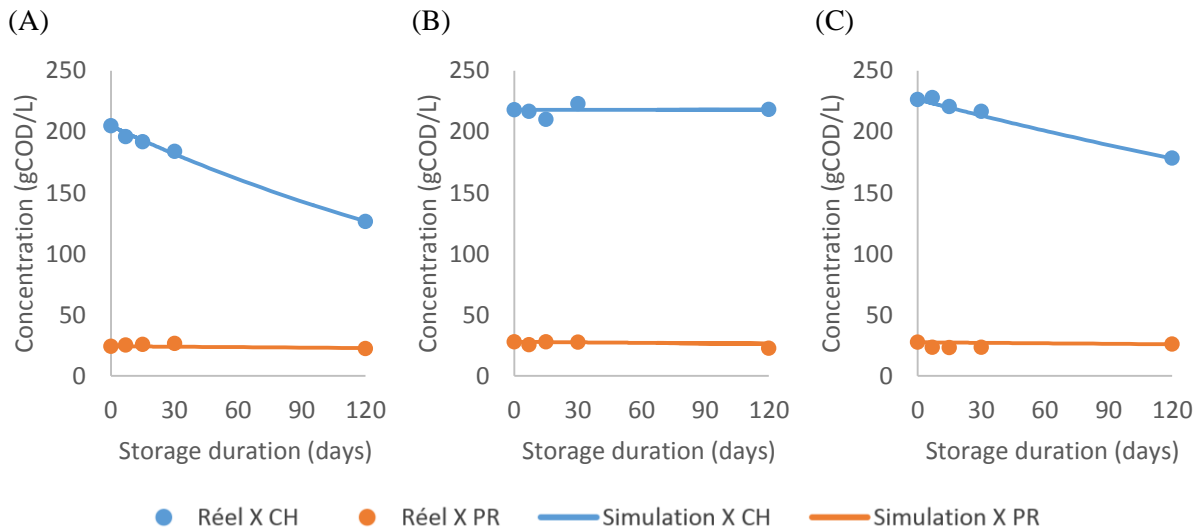 (A)
(B)
(C)
Concentration (gCOD/L)
250
200
150
100
50
0
0 30 60 90 120
Storage duration (days)
Concentration (gCOD/L)
250
200
150
100
50
0
0 30 60 90 120
Storage duration (days)
Concentration (gCOD/L)
250
200
150
100
50
0
0 30 60 90 120
Storage duration (days)
Réel X CH Réel X PR Simulation X CH Simulation X PR